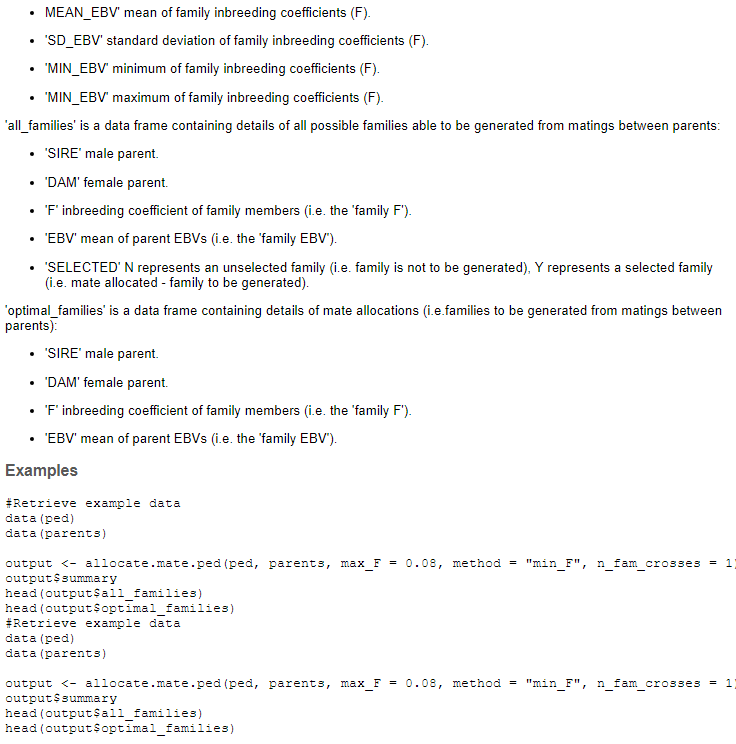 • MEAN_EBV' mean of family inbreeding coefficients (F).
• 'SD_EBV' standard deviation of family inbreeding coefficients (F).
• 'MIN_EBV' minimum of family inbreeding coefficients (F).
• 'MIN_EBV' maximum of family inbreeding coefficients (F).
'all_families' is a data frame containing details of all possible families able to be generated from matings between parents:
• 'SIRE' male parent.
• 'DAM' female parent.
• 'F' inbreeding coefficient of family members (i.e. the 'family F').
• 'EBV' mean of parent EBVs (i.e. the 'family EBV').
• 'SELECTED' N represents an unselected family (i.e. family is not to be generated), Y represents a selected family
(i.e. mate allocated - family to be generated).
'optimal_families' is a data frame containing details of mate allocations (i.e.families to be generated from matings between
parents):
• 'SIRE' male parent.
• 'DAM' female parent.
• 'F' inbreeding coefficient of family members (i.e. the 'family F').
• 'EBV' mean of parent EBVs (i.e. the 'family EBV').
Examples
#Retrieve example data
data(ped)
data(parents)
output <- allocate.mate.ped(ped, parents, max_F = 0.08, method = "min_F", n_fam_crosses = 1)
output$summary
head(output$all_families)
head(output$optimal_families)
#Retrieve example data
data(ped)
data(parents)
output <- allocate.mate.ped(ped, parents, max_F = 0.08, method = "min_F", n_fam_crosses = 1)
output$summary
head(output$all_families)
head(output$optimal_families)